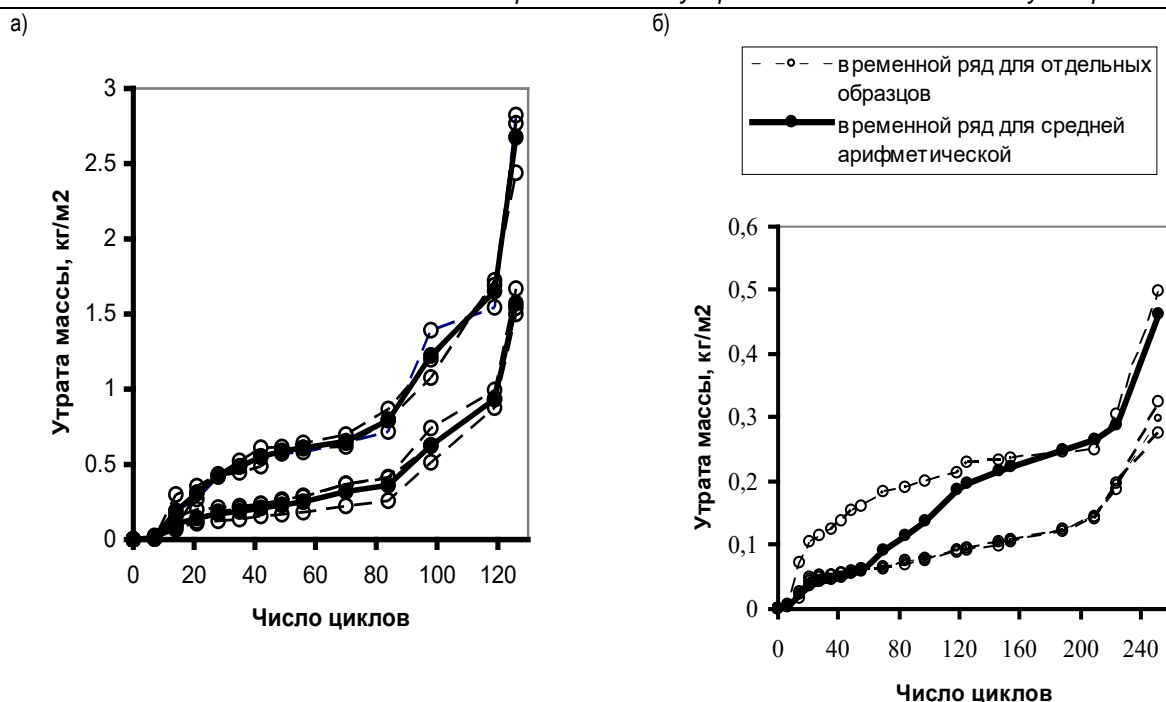 а)
б)
временной ряд для отдельных
образцов
временной ряд для средней
арифметической
3
2.5
2
1.5
1
0.5
0
0 20 40 60 80 100 120
Утрата массы, кг/м2
Число циклов
0,6
0,5
0,4
0,3
0,2
0,1
0
0 40 80 120 160 200 240
Утрата массы, кг/м2
Число циклов